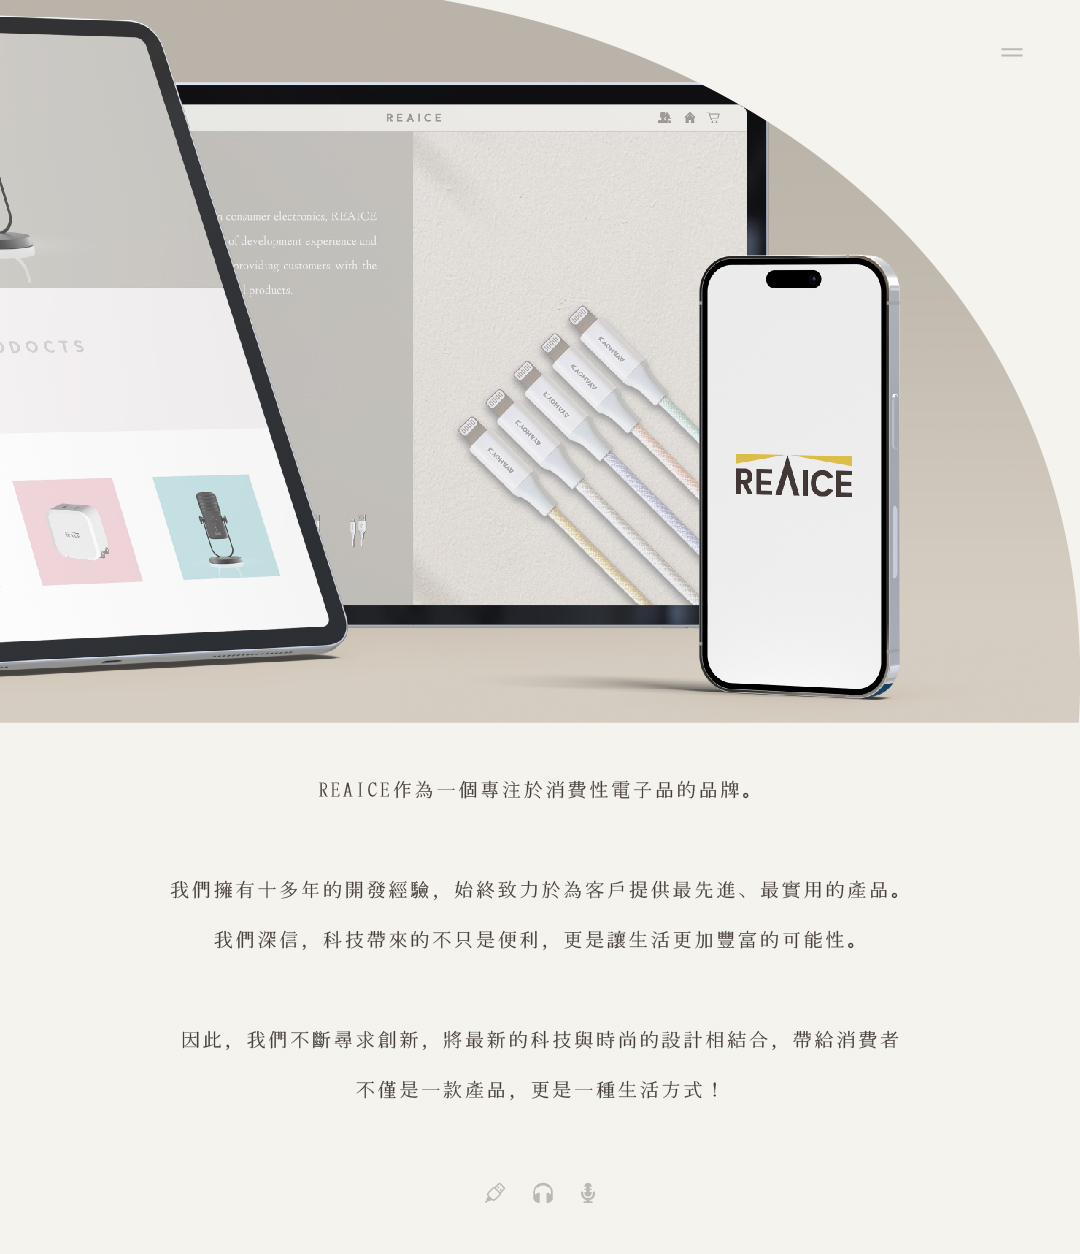 REAICE
n consumer electronics, REAICE
of development experience and
providing customers with the
products.
ODOCTS
REAICE
REAICE作為一個專注於消費性電子品的品牌。
我們擁有十多年的開發經驗，始終致力於為客戶提供最先進、最實用的產品。
我們深信，科技帶來的不只是便利，更是讓生活更加豐富的可能性。
因此，我們不斷尋求創新，將最新的科技與時尚的設計相結合，帶給消費者
不僅是一款產品，更是一種生活方式！